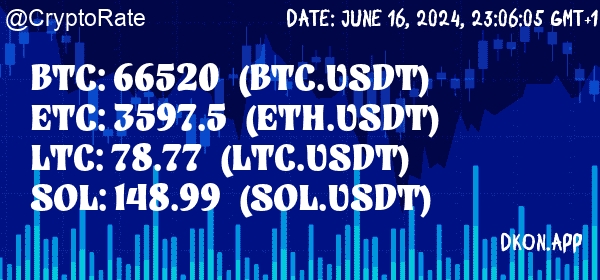 @CryptoRate
DATE: JUNE 16, 2024, 23:06:05 GMT+1
BTC: 66520 (BTC.USDT)
ETC: 3597.5 (ETH.USDT)
LTC: 78.77 (LTC.USDT)
SOL: 148.99 (SOL.USDT)
DKON.APP